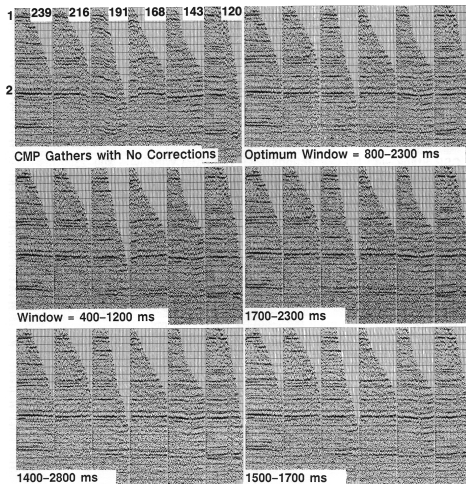 1 239 216 191 168 143 120
2
CMP Gathers with No Corrections
Optimum Window = 800–2300 ms
Window = 400–1200 ms
1700–2300 ms
1400–2800 ms
1500–1700 ms